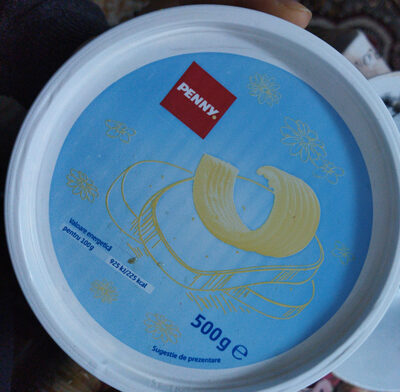 PENNY.
Valoare energetică
pentru 100g
925 kJ/225 kcal
500g e
Sugestie de prezentare